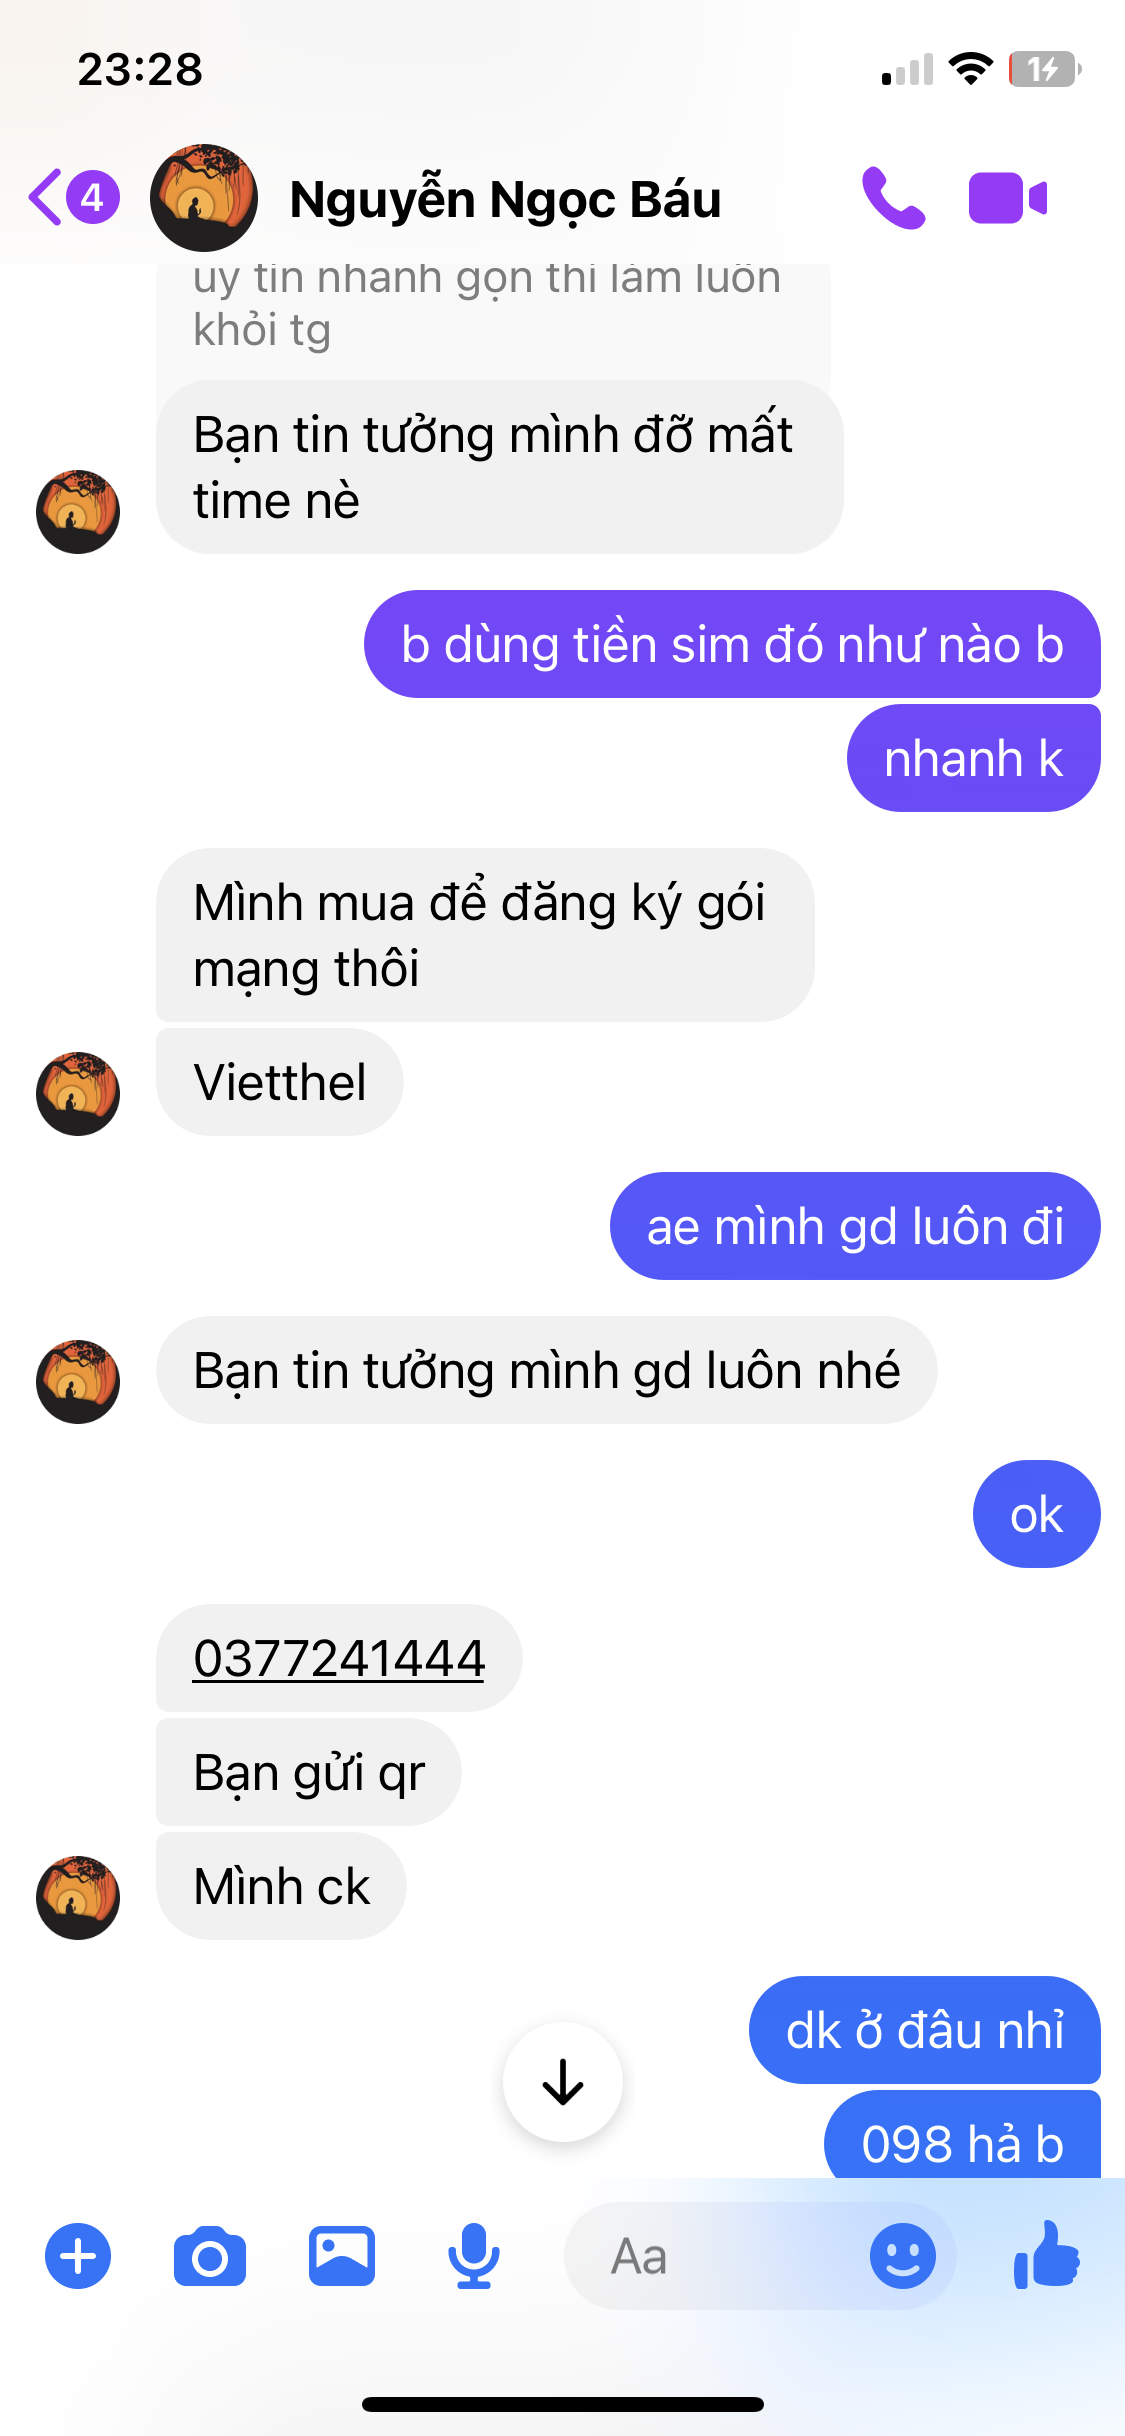 23:28
1
4
Nguyễn Ngọc Báu
uy tín nhanh gọn thì làm luôn
khỏi tg
Bạn tin tưởng mình đỡ mất
time nè
b dùng tiền sim đó như nào b
nhanh k
Mình mua để đăng ký gói
mạng thôi
Vietthel
ae mình gd luôn đi
Bạn tin tưởng mình gd luôn nhé
ok
0377241444
Bạn gửi qr
Mình ck
dk ở đâu nhỉ
098 hả b
Aa